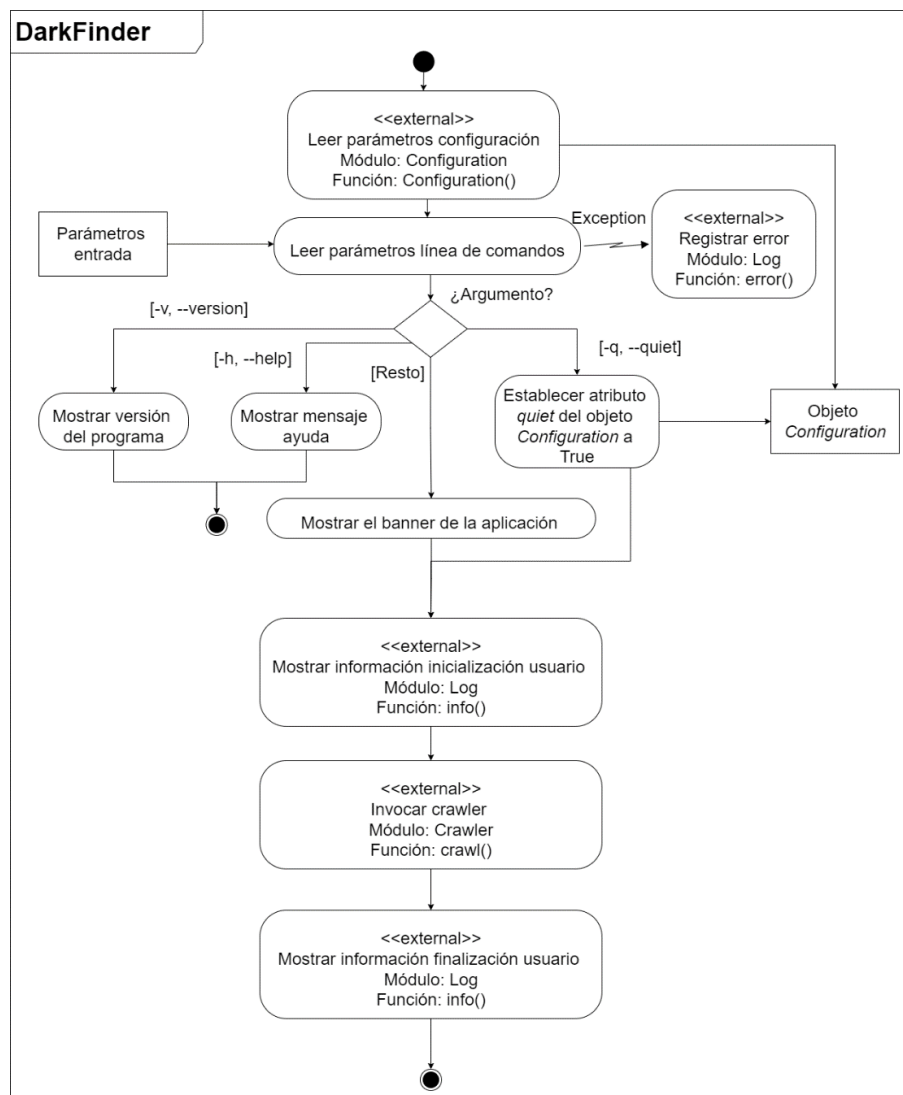 DarkFinder
<<external>>
Leer parámetros configuración
Módulo: Configuration
Función: Configuration()
Parámetros
entrada
Leer parámetros línea de comandos
Exception
<<external>>
Registrar error
Módulo: Log
Función: error()
¿Argumento?
[-v, --version]
[-h, --help]
[Resto]
[-q, --quiet]
Mostrar versión
del programa
Mostrar mensaje
ayuda
Establecer atributo
quiet del objeto
Configuration a
True
Objeto
Configuration
Mostrar el banner de la aplicación
<<external>>
Mostrar información inicialización usuario
Módulo: Log
Función: info()
<<external>>
Invocar crawler
Módulo: Crawler
Función: crawl()
<<external>>
Mostrar información finalización usuario
Módulo: Log
Función: info()